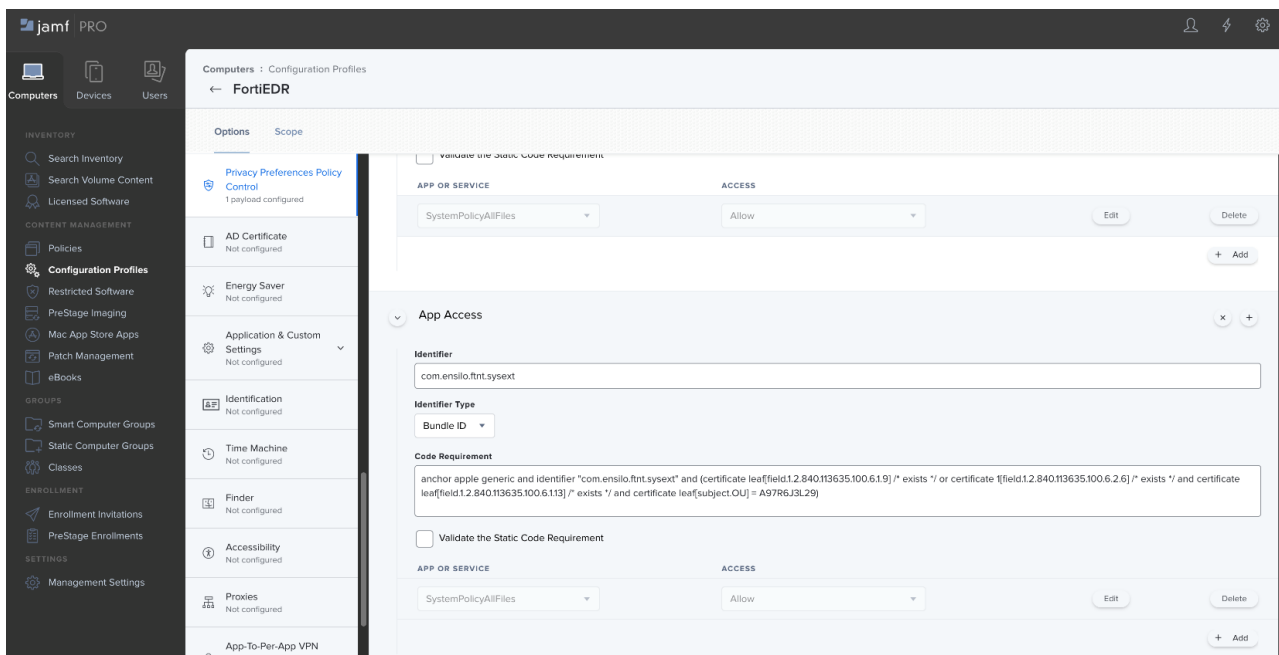 jamf PRO
Computers
Devices
Users
INVENTORY
Search Inventory
Search Volume Content
Licensed Software
CONTENT MANAGEMENT
Policies
Configuration Profiles
Restricted Software
PreStage Imaging
Mac App Store Apps
Patch Management
eBooks
GROUPS
Smart Computer Groups
Static Computer Groups
Classes
ENROLLMENT
Enrollment Invitations
PreStage Enrollments
SETTINGS
Management Settings
Computers : Configuration Profiles
← FortiEDR
Options Scope
Privacy Preferences Policy
Control
1 payload configured
AD Certificate
Not configured
Energy Saver
Not configured
Application & Custom
Settings
Not configured
Identification
Not configured
Time Machine
Not configured
Finder
Not configured
Accessibility
Not configured
Proxies
Not configured
App-To-Per-App VPN
Validate the Static Code Requirement
APP OR SERVICE ACCESS
SystemPolicyAllFiles Allow Edit Delete
+ Add
App Access × +
Identifier
com.ensilo.ftnt.sysext
Identifier Type
Bundle ID
Code Requirement
anchor apple generic and identifier "com.ensilo.ftnt.sysext" and (certificate leaf[field.1.2.840.113635.100.6.1.9] /* exists */ or certificate 1[field.1.2.840.113635.100.6.2.6] /* exists */ and certificate
leaf[field.1.2.840.113635.100.6.1.13] /* exists */ and certificate leaf[subject.OU] = A97R6J3L29)
Validate the Static Code Requirement
APP OR SERVICE ACCESS
SystemPolicyAllFiles Allow Edit Delete
+ Add